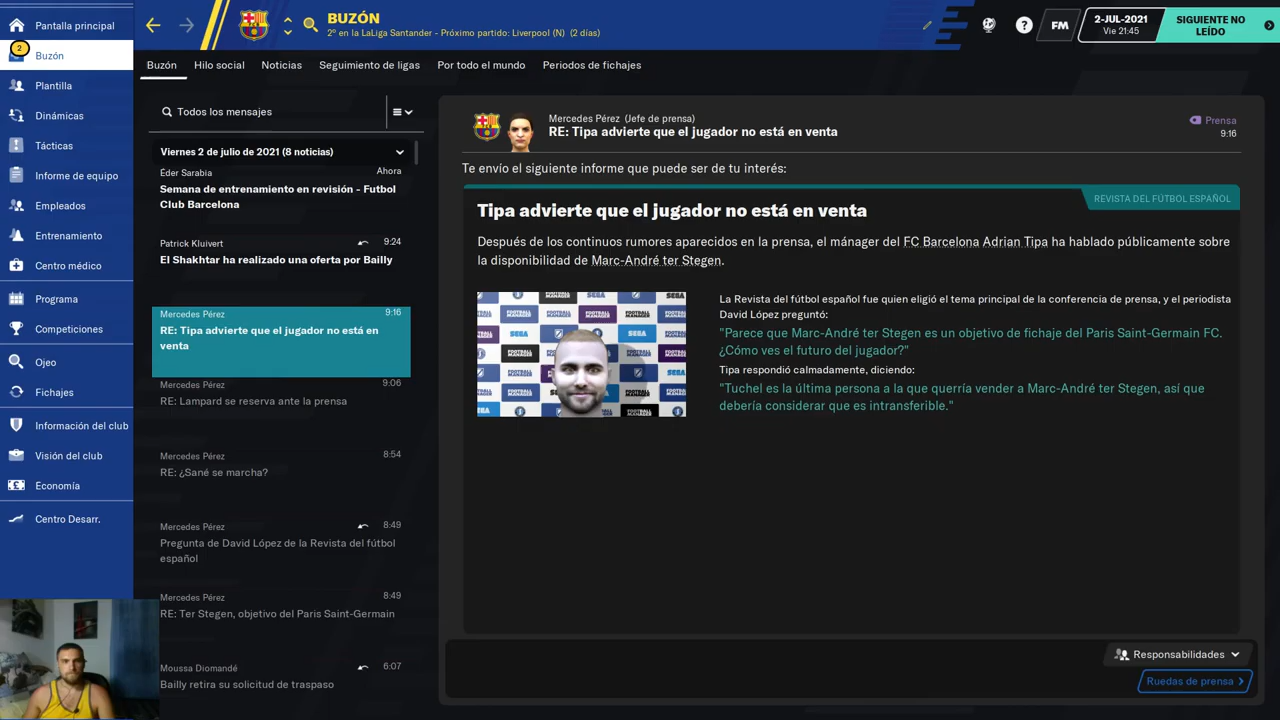 Pantalla principal
2
Buzón
Plantilla
Dinámicas
Tácticas
Informe de equipo
Empleados
Entrenamiento
Centro médico
Programa
Competiciones
Ojeo
Fichajes
Información del club
Visión del club
Economía
Centro Desarr.
BUZÓN
2º en la LaLiga Santander - Próximo partido: Liverpool (N) (2 días)
?
FM
2-JUL-2021
Vie 21:45
SIGUIENTE NO
LEÍDO
Buzón
Hilo social
Noticias
Seguimiento de ligas
Por todo el mundo
Periodos de fichajes
Todos los mensajes
Viernes 2 de julio de 2021 (8 noticias)
Éder Sarabia
Ahora
Semana de entrenamiento en revisión - Futbol
Club Barcelona
Patrick Kluivert
9:24
El Shakhtar ha realizado una oferta por Bailly
Mercedes Pérez
9:16
RE: Tipa advierte que el jugador no está en
venta
Mercedes Pérez
9:06
RE: Lampard se reserva ante la prensa
Mercedes Pérez
8:54
RE: ¿Sané se marcha?
Mercedes Pérez
8:49
Pregunta de David López de la Revista del fútbol
español
Mercedes Pérez
8:49
RE: Ter Stegen, objetivo del Paris Saint-Germain
Moussa Diomandé
6:07
Bailly retira su solicitud de traspaso
Mercedes Pérez (Jefe de prensa)
RE: Tipa advierte que el jugador no está en venta
Prensa
9:16
Te envío el siguiente informe que puede ser de tu interés:
REVISTA DEL FÚTBOL ESPAÑOL
Tipa advierte que el jugador no está en venta
Después de los continuos rumores aparecidos en la prensa, el mánager del FC Barcelona Adrian Tipa ha hablado públicamente sobre
la disponibilidad de Marc-André ter Stegen.
SEGA
La Revista del fútbol español fue quien eligió el tema principal de la conferencia de prensa, y el periodista
David López preguntó:
"Parece que Marc-André ter Stegen es un objetivo de fichaje del Paris Saint-Germain FC.
¿Cómo ves el futuro del jugador?"
Tipa respondió calmadamente, diciendo:
"Tuchel es la última persona a la que querría vender a Marc-André ter Stegen, así que
debería considerar que es intransferible."
Responsabilidades
Ruedas de prensa